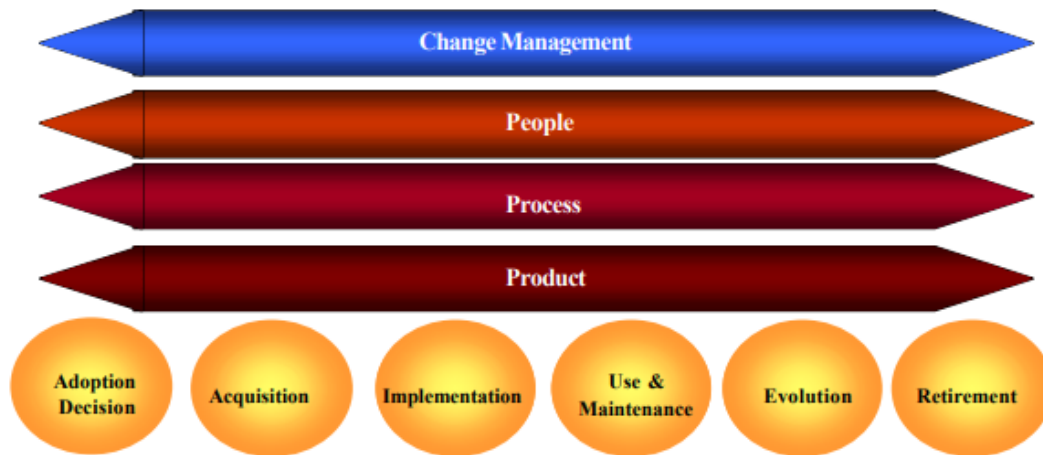 Change Management
People
Process
Product
Adoption
Decision
Acquisition
Implementation
Use &
Maintenance
Evolution
Retirement